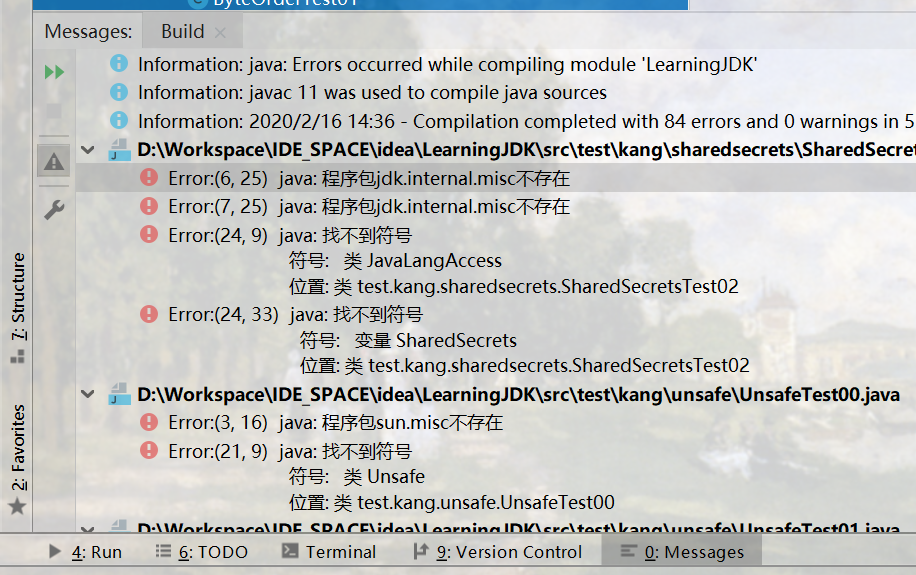 ByteOrderTest01
Messages:
Build
Information: java: Errors occurred while compiling module 'LearningJDK'
Information: javac 11 was used to compile java sources
Information: 2020/2/16 14:36 - Compilation completed with 84 errors and 0 warnings in 5
D:\Workspace\IDE_SPACE\idea\LearningJDK\src\test\kang\sharedsecrets\SharedSecret
Error:(6, 25) java: 程序包jdk.internal.misc不存在
Error:(7, 25) java: 程序包jdk.internal.misc不存在
Error:(24, 9) java: 找不到符号
符号: 类 JavaLangAccess
位置: 类 test.kang.sharedsecrets.SharedSecretsTest02
Error:(24, 33) java: 找不到符号
符号: 变量 SharedSecrets
位置: 类 test.kang.sharedsecrets.SharedSecretsTest02
D:\Workspace\IDE_SPACE\idea\LearningJDK\src\test\kang\unsafe\UnsafeTest00.java
Error:(3, 16) java: 程序包sun.misc不存在
Error:(21, 9) java: 找不到符号
符号: 类 Unsafe
位置: 类 test.kang.unsafe.UnsafeTest00
D:\Workspace\IDE_SPACE\idea\LearningJDK\src\test\kang\unsafe\UnsafeTest01.java
7: Structure
2: Favorites
4: Run
6: TODO
Terminal
9: Version Control
0: Messages